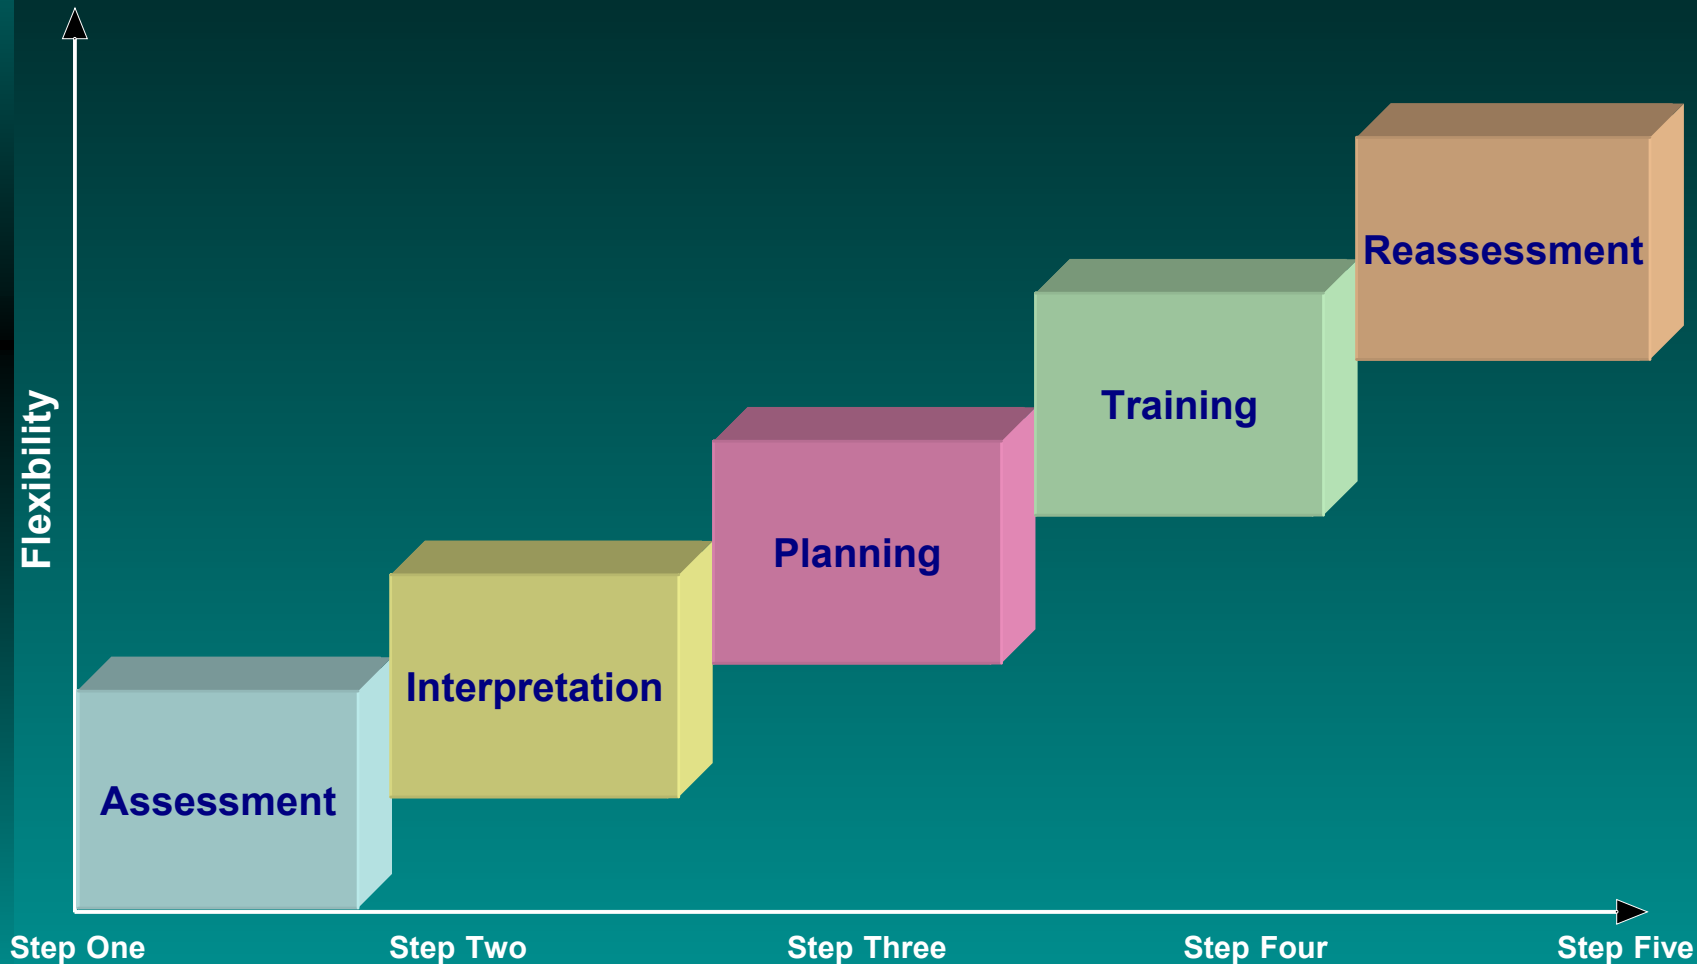 Flexibility
Reassessment
Training
Planning
Interpretation
Assessment
Step One
Step Two
Step Three
Step Four
Step Five